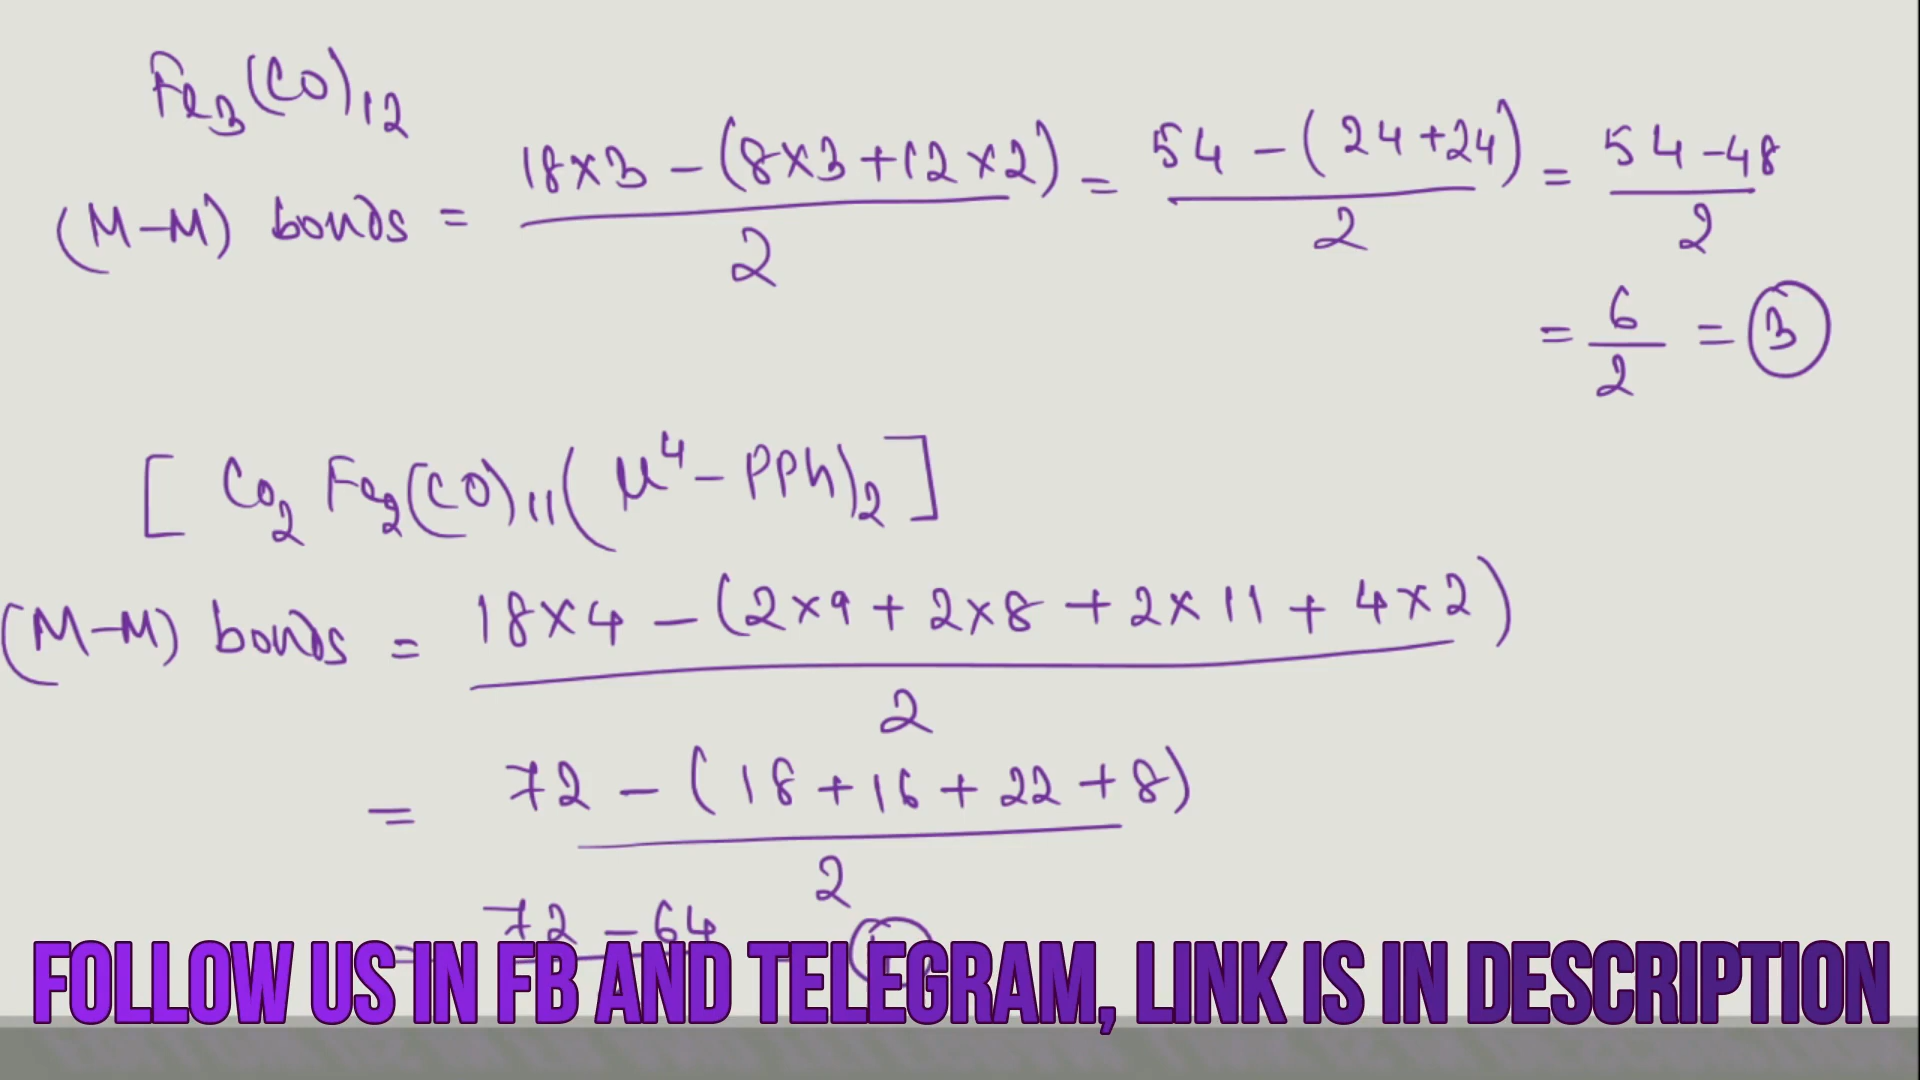 Fe₃(CO)₁₂
(M-M) bonds = 18×3 - (8×3+12×2) / 2 = 54 - (24+24) / 2 = 54-48 / 2
= 6/2 = 3
[Co₂ Fe₂(CO)₁₁(μ⁴-PPh)₂]
(M-M) bonds = 18×4 - (2×9 + 2×8 + 2×11 + 4×2) / 2
= 72 - (18+16+22+8) / 2
= 72-64
FOLLOW US IN FB AND TELEGRAM, LINK IS IN DESCRIPTION